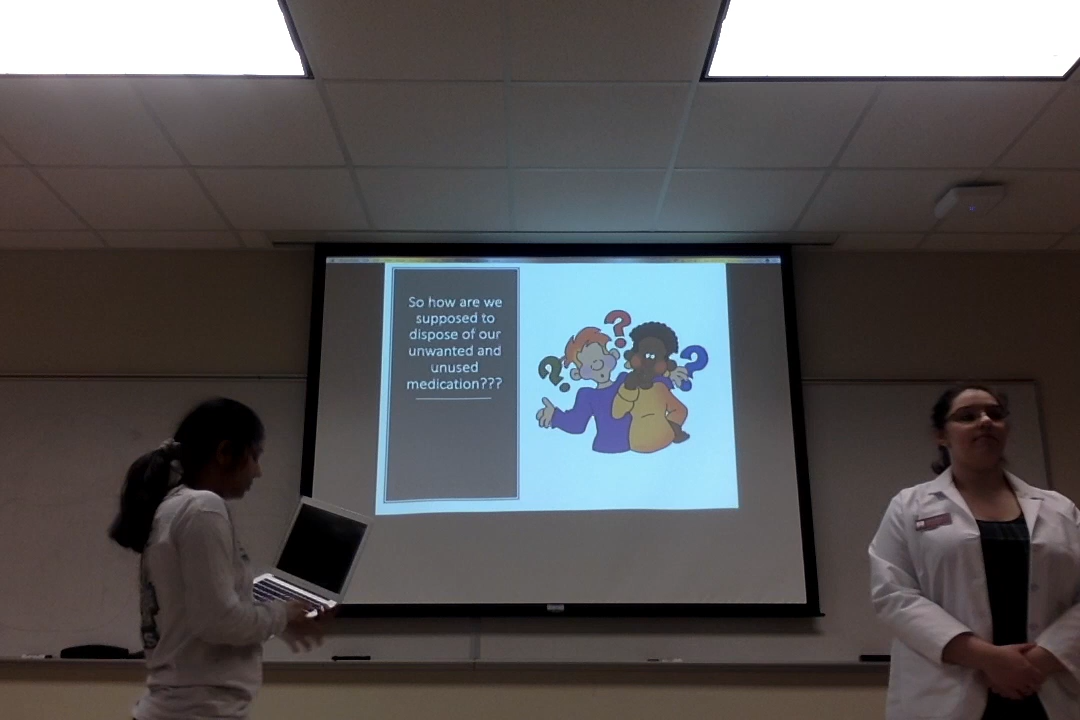 So how are we
supposed to
dispose of our
unwanted and
unused
medication???
?
?
?